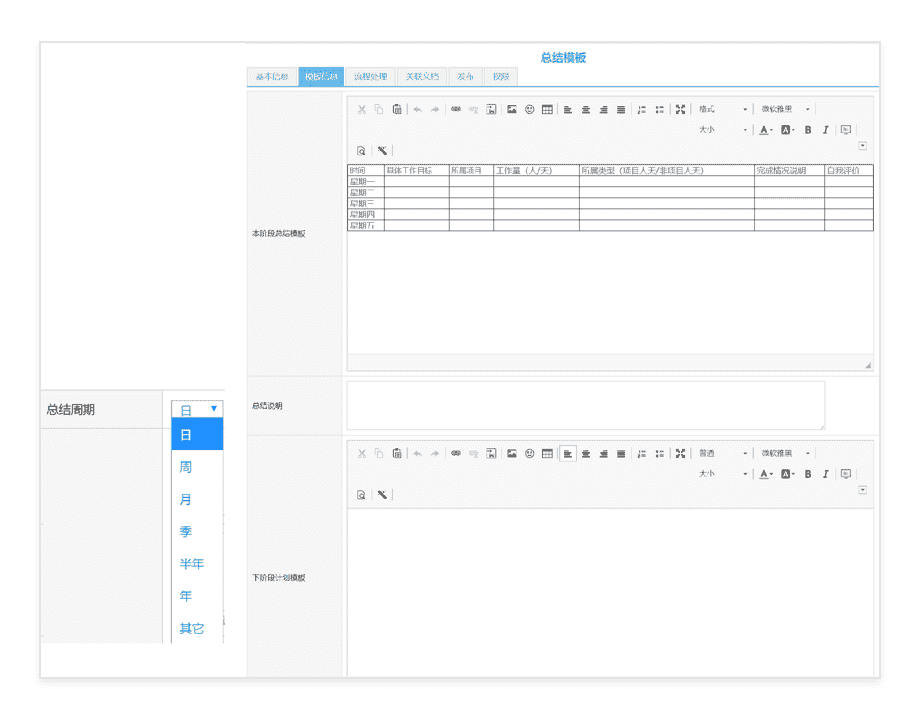 总结模板
基本信息 模板信息 流程处理 关联文档 发布 权限
格式 微软雅黑
大小 A A B I
本阶段总结模板
时间 具体工作目标 所属项目 工作量（人/天） 所属类型（项目人天/非项目人天） 完成情况说明 自我评价
星期一
星期二
星期三
星期四
星期五
总结周期
日
日
周
月
季
半年
年
其它
总结说明
普通 微软雅黑
大小 A A B I
下阶段计划模板